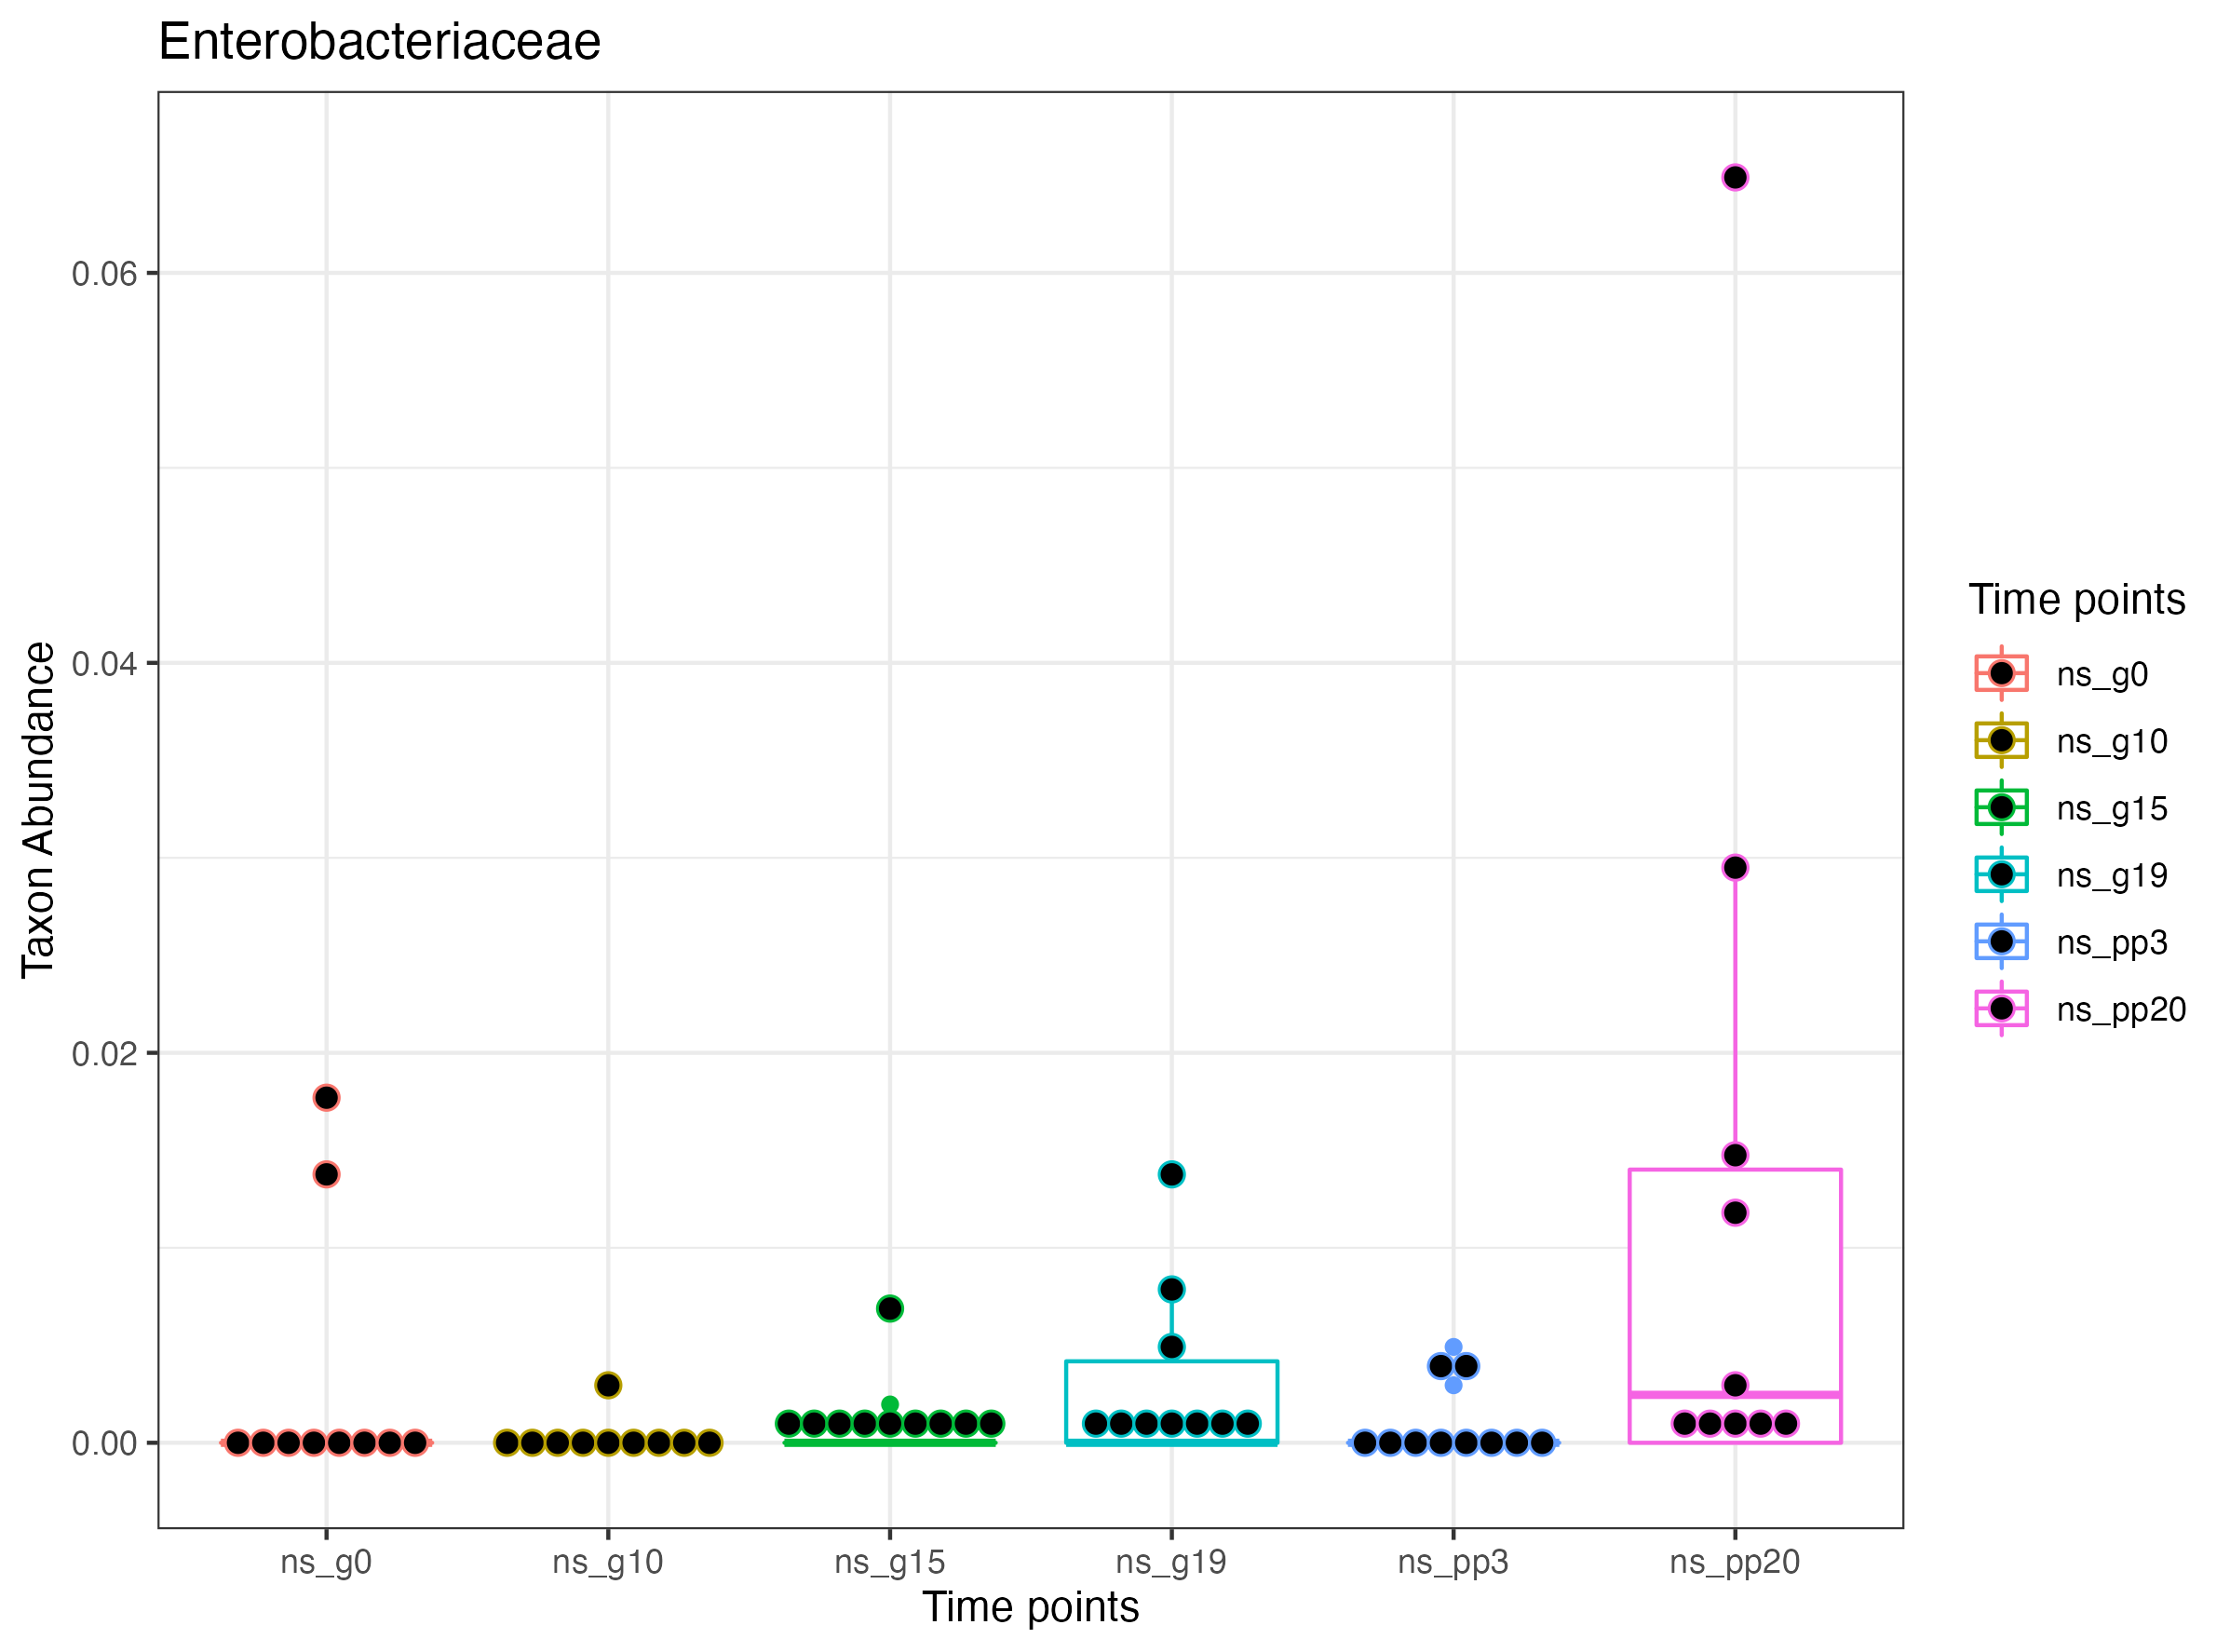 Enterobacteriaceae
Taxon Abundance
0.06
0.04
0.02
0.00
ns_g0
ns_g10
ns_g15
ns_g19
ns_pp3
ns_pp20
Time points
Time points
ns_g0
ns_g10
ns_g15
ns_g19
ns_pp3
ns_pp20